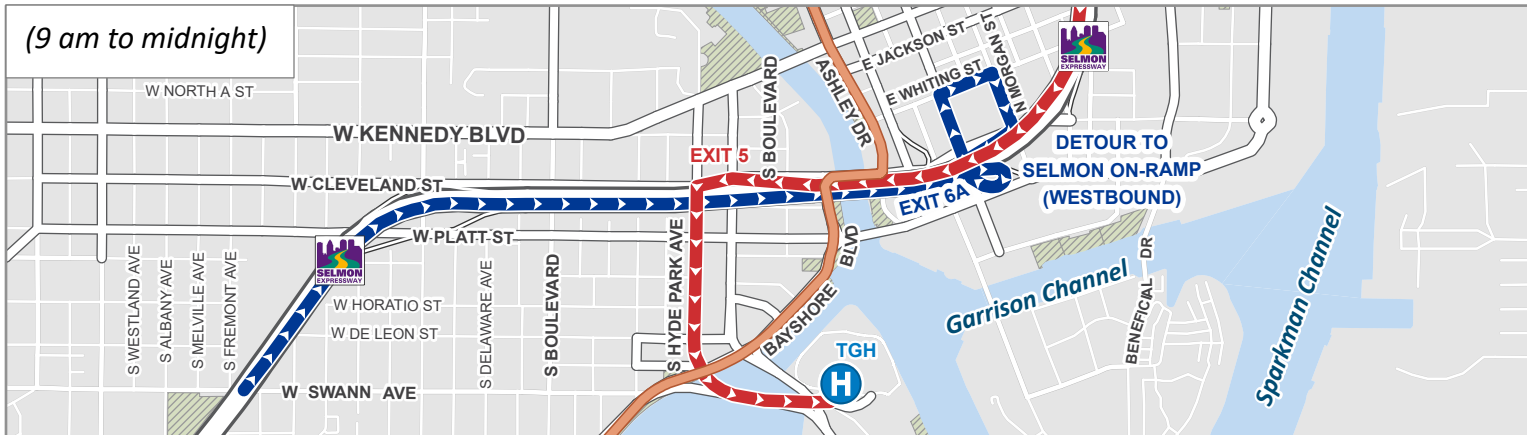 (9 am to midnight)
W NORTH A ST
W KENNEDY BLVD
W CLEVELAND ST
W PLATT ST
W HORATIO ST
W DE LEON ST
W SWANN AVE
S WESTLAND AVE
S ALBANY AVE
S MELVILLE AVE
S FREMONT AVE
S DELAWARE AVE
S BOULEVARD
S HYDE PARK AVE
S BOULEVARD
EXIT 5
ASHLEY DR
E JACKSON ST
E WHITING ST
N MORGAN ST
SELMON
EXPRESSWAY
SELMON
EXPRESSWAY
DETOUR TO
SELMON ON-RAMP
(WESTBOUND)
EXIT 6A
BAYSHORE
BLVD
TGH
H
Garrison Channel
BENEFICIAL DR
Sparkman Channel